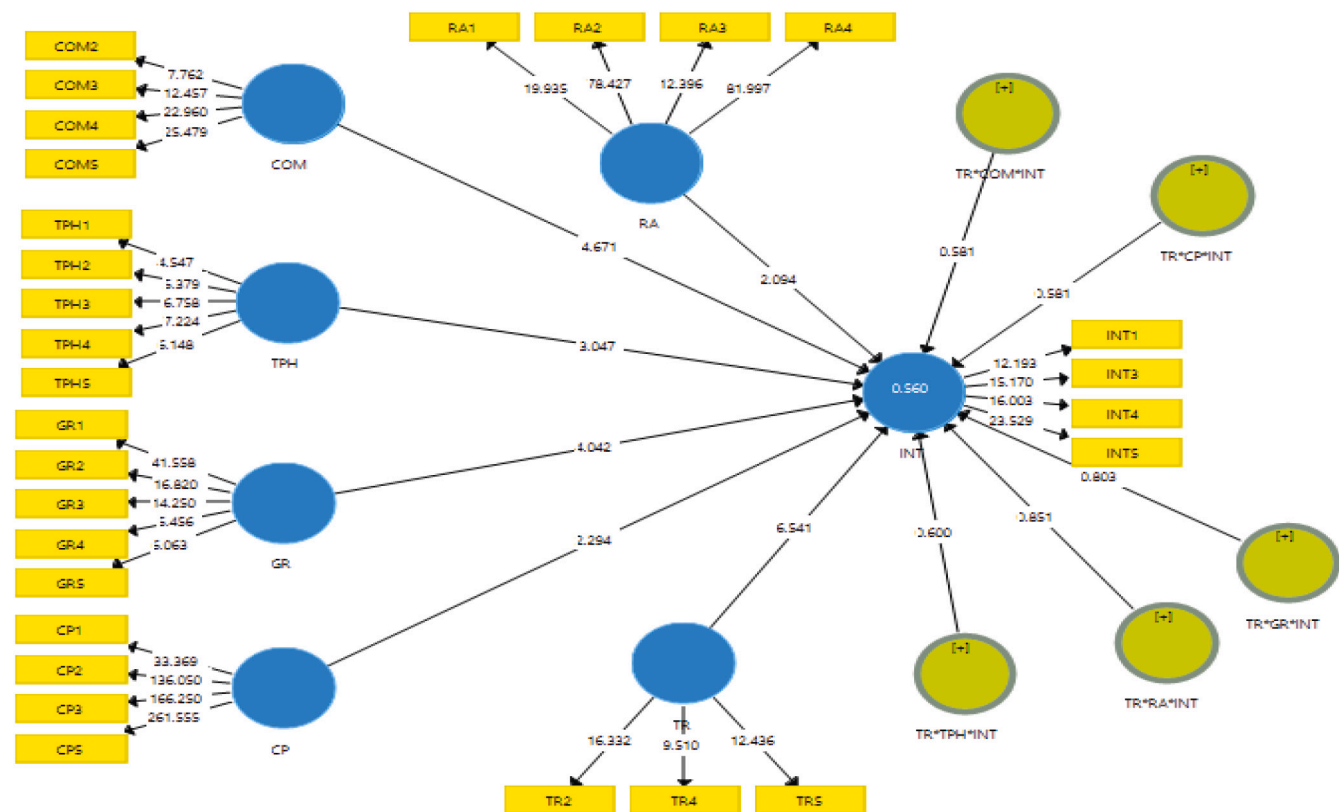 RA1
RA2
RA3
RA4
19.935
78.427
12.396
81.997
RA
COM2
COM3
COM4
COM5
7.762
12.457
22.960
25.479
COM
4.671
2.094
[+]
TR*COM*INT
0.581
[+]
TR*CP*INT
0.581
TPH1
TPH2
TPH3
TPH4
TPH5
4.547
5.379
6.758
7.224
5.148
TPH
3.047
0.560
INT
12.193
15.170
16.003
23.529
INT1
INT3
INT4
INT5
GR1
GR2
GR3
GR4
GR5
41.558
16.820
14.250
5.456
5.063
GR
4.042
0.803
[+]
TR*GR*INT
CP1
CP2
CP3
CP5
33.369
136.050
166.250
261.555
CP
2.294
6.541
0.600
0.851
[+]
TR*RA*INT
[+]
TR*TPH*INT
TR
16.332
9.510
12.436
TR2
TR4
TR5